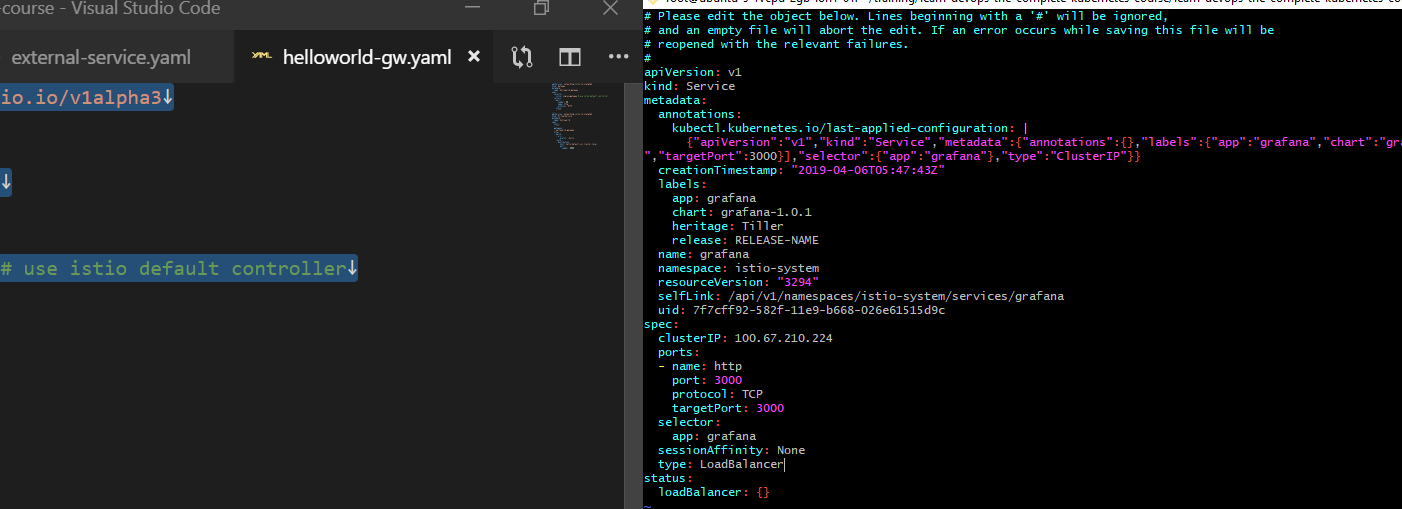 -course - Visual Studio Code
external-service.yaml
YAML helloworld-gw.yaml
io.io/v1alpha3↓
↓
# use istio default controller↓
# Please edit the object below. Lines beginning with a '#' will be ignored,
# and an empty file will abort the edit. If an error occurs while saving this file will be
# reopened with the relevant failures.
#
apiVersion: v1
kind: Service
metadata:
  annotations:
    kubectl.kubernetes.io/last-applied-configuration: |
      {"apiVersion":"v1","kind":"Service","metadata":{"annotations":{},"labels":{"app":"grafana","chart":"gra
","targetPort":3000}],"selector":{"app":"grafana"},"type":"ClusterIP"}}
  creationTimestamp: "2019-04-06T05:47:43Z"
  labels:
    app: grafana
    chart: grafana-1.0.1
    heritage: Tiller
    release: RELEASE-NAME
  name: grafana
  namespace: istio-system
  resourceVersion: "3294"
  selfLink: /api/v1/namespaces/istio-system/services/grafana
  uid: 7f7cff92-582f-11e9-b668-026e61515d9c
spec:
  clusterIP: 100.67.210.224
  ports:
  - name: http
    port: 3000
    protocol: TCP
    targetPort: 3000
  selector:
    app: grafana
  sessionAffinity: None
  type: LoadBalancer
status:
  loadBalancer: {}
~